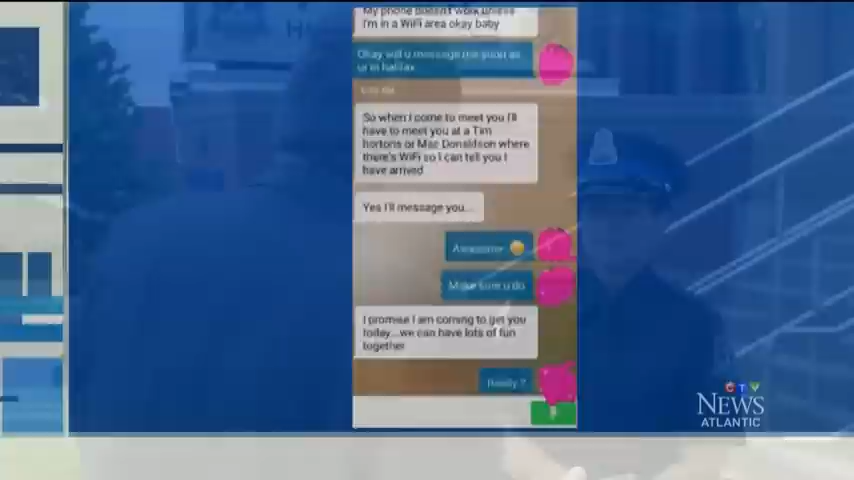 My phone doesn't work unless
I'm in a WiFi area okay baby
Okay will u message me soon as
ur in halifax
So when I come to meet you I'll
have to meet you at a Tim
hortons or Mac Donaldson where
there's WiFi so I can tell you I
have arrived
Yes I'll message you...
Awesome
Make sure u do
I promise I am coming to get you
today...we can have lots of fun
together
Really ?
CTV
NEWS
ATLANTIC